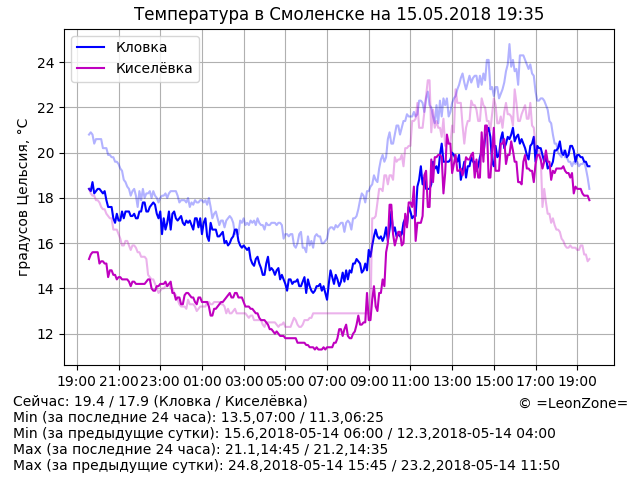 Температура в Смоленске на 15.05.2018 19:35
Кловка
Киселёвка
градусов Цельсия, °C
24
22
20
18
16
14
12
19:00 21:00 23:00 01:00 03:00 05:00 07:00 09:00 11:00 13:00 15:00 17:00 19:00
Сейчас: 19.4 / 17.9 (Кловка / Киселёвка)
© =LeonZone=
Min (за последние 24 часа): 13.5,07:00 / 11.3,06:25
Min (за предыдущие сутки): 15.6,2018-05-14 06:00 / 12.3,2018-05-14 04:00
Max (за последние 24 часа): 21.1,14:45 / 21.2,14:35
Max (за предыдущие сутки): 24.8,2018-05-14 15:45 / 23.2,2018-05-14 11:50